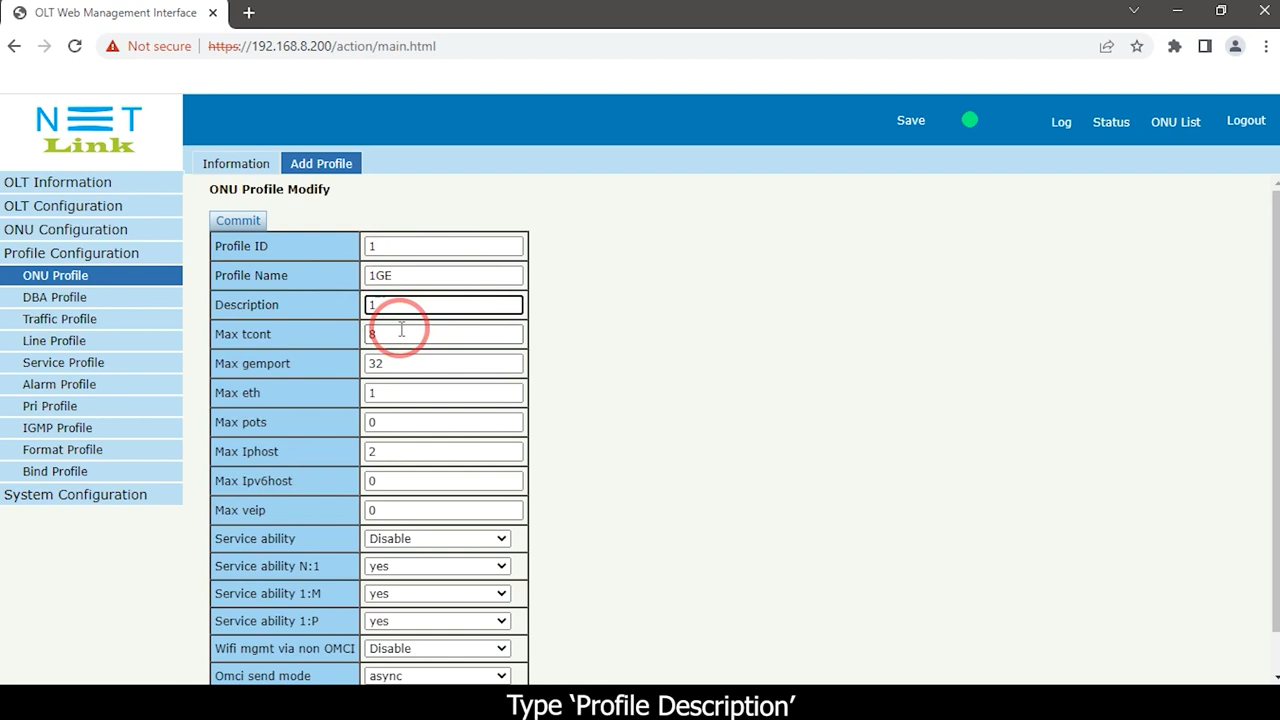 OLT Web Management Interface
Not secure https://192.168.8.200/action/main.html
NET
Link
Save
Log
Status
ONU List
Logout
Information
Add Profile
OLT Information
OLT Configuration
ONU Configuration
Profile Configuration
ONU Profile
DBA Profile
Traffic Profile
Line Profile
Service Profile
Alarm Profile
Pri Profile
IGMP Profile
Format Profile
Bind Profile
System Configuration
ONU Profile Modify
Commit
Profile ID 1
Profile Name 1GE
Description 1
Max tcont 8
Max gemport 32
Max eth 1
Max pots 0
Max Iphost 2
Max Ipv6host 0
Max veip 0
Service ability Disable
Service ability N:1 yes
Service ability 1:M yes
Service ability 1:P yes
Wifi mgmt via non OMCI Disable
Omci send mode async
Type ‘Profile Description’